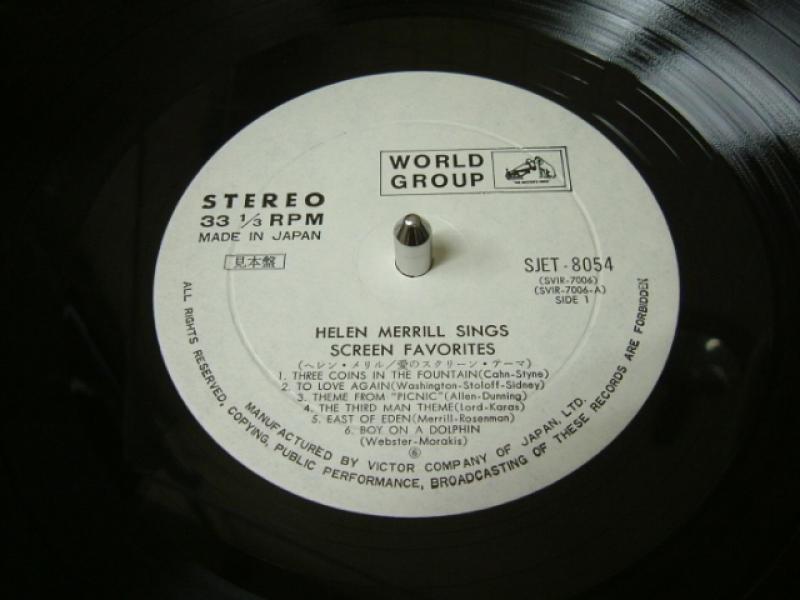 WORLD
GROUP
STEREO
33 1/3 RPM
MADE IN JAPAN
見本盤
SJET-8054
(SVIR-7006)
(SVIR-7006-A)
SIDE 1
HELEN MERRILL SINGS
SCREEN FAVORITES
(ヘレン・メリル/愛のスクリーン・テーマ)
1. THREE COINS IN THE FOUNTAIN(Cahn-Styne)
2. TO LOVE AGAIN(Washington-Stoloff-Sidney)
3. THEME FROM "PICNIC"(Allen-Dunning)
4. THE THIRD MAN THEME(Lord-Karas)
5. EAST OF EDEN(Merrill-Rosenman)
6. BOY ON A DOLPHIN
(Webster-Morakis)
6
MANUFACTURED BY VICTOR COMPANY OF JAPAN, LTD.
ALL RIGHTS RESERVED, COPYING, PUBLIC PERFORMANCE, BROADCASTING OF THESE RECORDS ARE FORBIDDEN